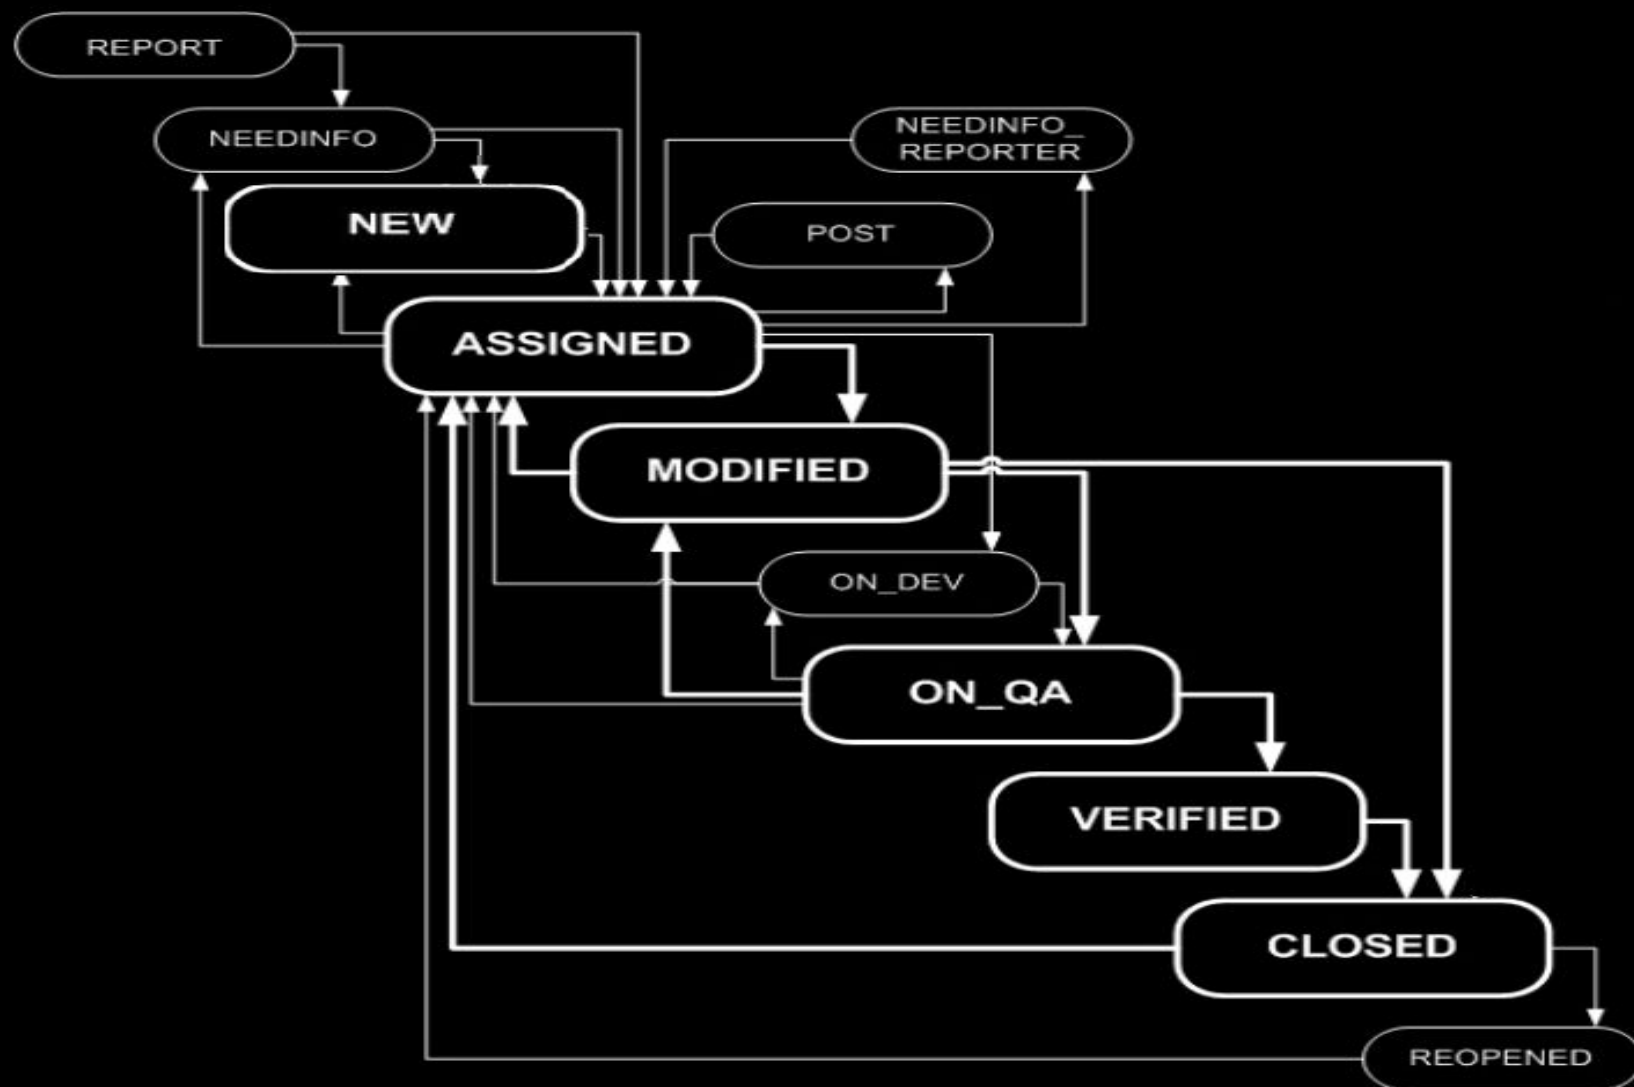 REPORT
NEEDINFO
NEEDINFO_
REPORTER
NEW
POST
ASSIGNED
MODIFIED
ON_DEV
ON_QA
VERIFIED
CLOSED
REOPENED